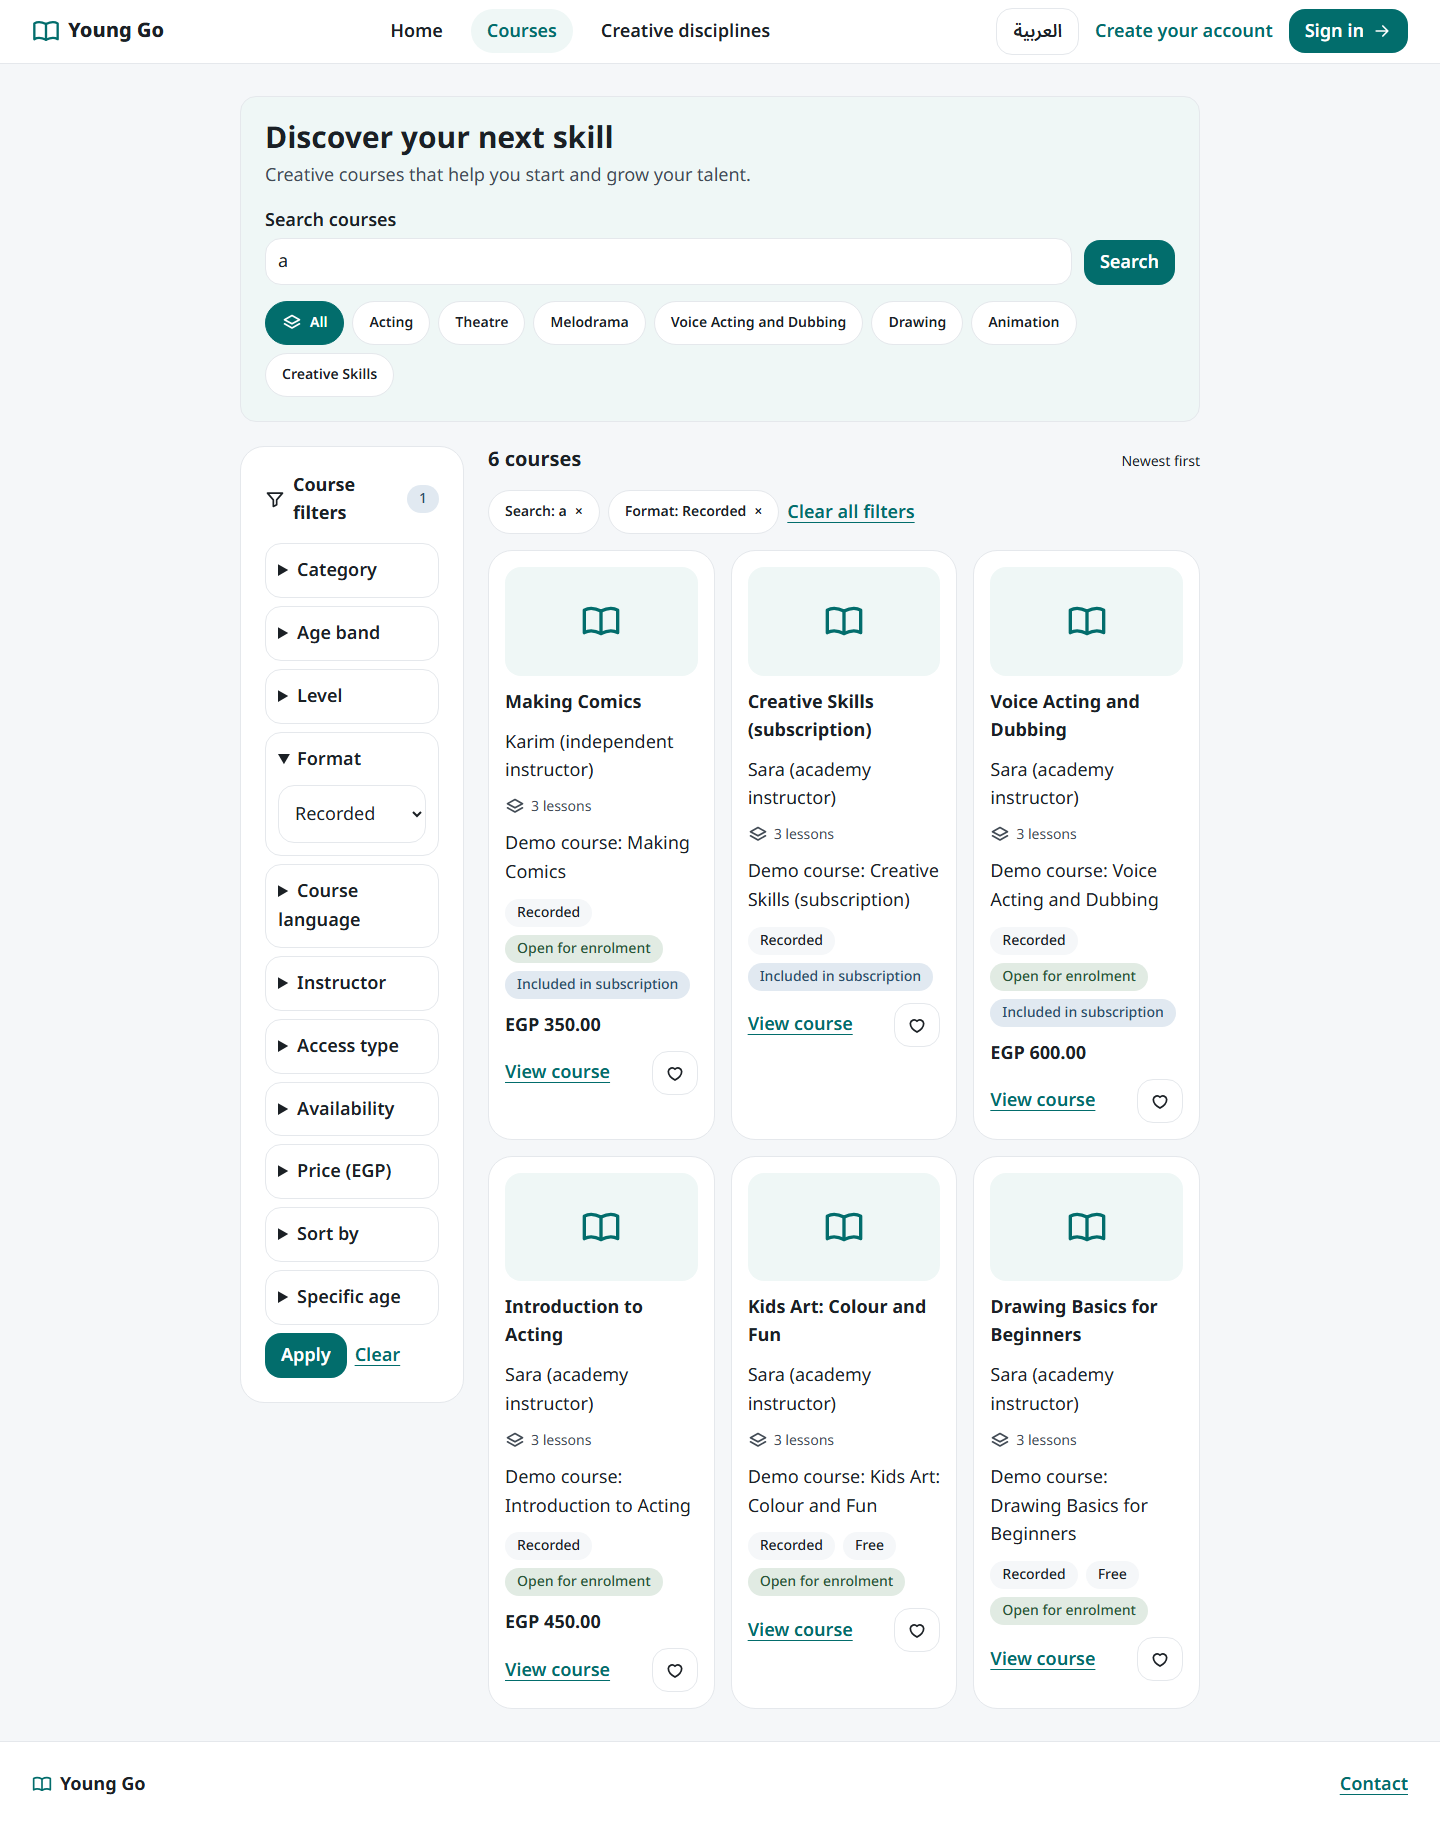 Young Go
Home
Courses
Creative disciplines
العربية
Create your account
Sign in
Discover your next skill
Creative courses that help you start and grow your talent.
Search courses
a
Search
All
Acting
Theatre
Melodrama
Voice Acting and Dubbing
Drawing
Animation
Creative Skills
Course
filters
1
Category
Age band
Level
Format
Recorded
Course
language
Instructor
Access type
Availability
Price (EGP)
Sort by
Specific age
Apply
Clear
6 courses
Newest first
Search: a ×
Format: Recorded ×
Clear all filters
Making Comics
Karim (independent
instructor)
3 lessons
Demo course: Making
Comics
Recorded
Open for enrolment
Included in subscription
EGP 350.00
View course
Creative Skills
(subscription)
Sara (academy
instructor)
3 lessons
Demo course: Creative
Skills (subscription)
Recorded
Included in subscription
View course
Voice Acting and
Dubbing
Sara (academy
instructor)
3 lessons
Demo course: Voice
Acting and Dubbing
Recorded
Open for enrolment
Included in subscription
EGP 600.00
View course
Introduction to
Acting
Sara (academy
instructor)
3 lessons
Demo course:
Introduction to Acting
Recorded
Open for enrolment
EGP 450.00
View course
Kids Art: Colour and
Fun
Sara (academy
instructor)
3 lessons
Demo course: Kids Art:
Colour and Fun
Recorded
Free
Open for enrolment
View course
Drawing Basics for
Beginners
Sara (academy
instructor)
3 lessons
Demo course:
Drawing Basics for
Beginners
Recorded
Free
Open for enrolment
View course
Young Go
Contact